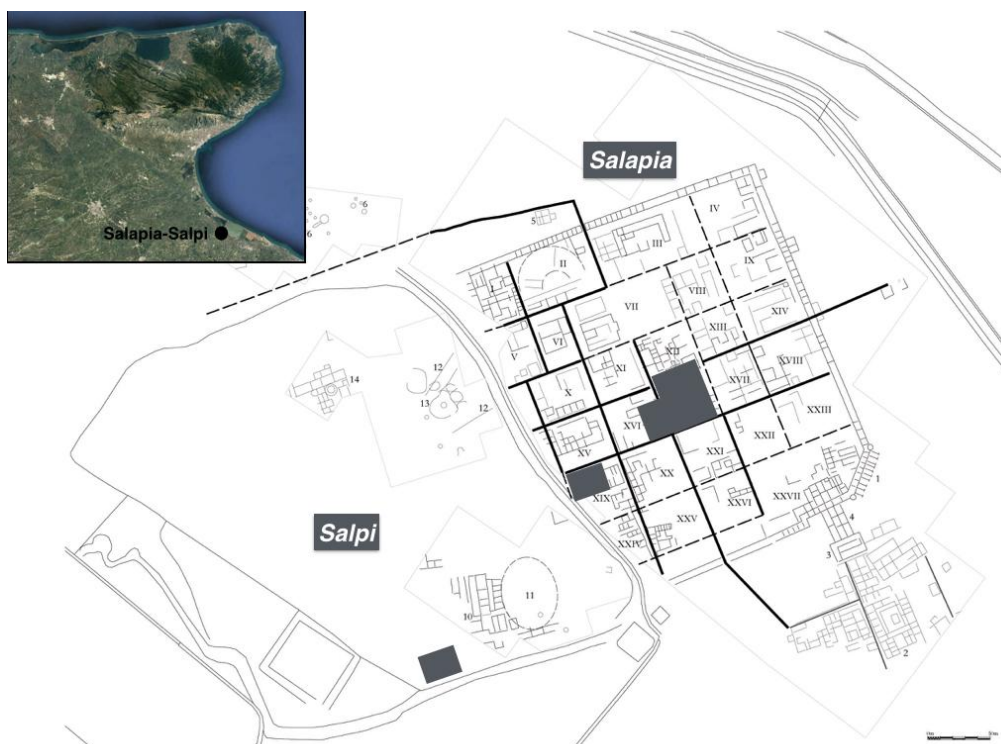 Salapia-Salpi
Salapia
Salpi
6
6
5
I
II
III
IV
V
VI
VII
VIII
IX
X
XI
XII
XIII
XIV
XV
XVI
XVII
XVIII
XIX
XX
XXI
XXII
XXIII
XXIV
XXV
XXVI
XXVII
14
12
13
12
1
4
3
11
10
2